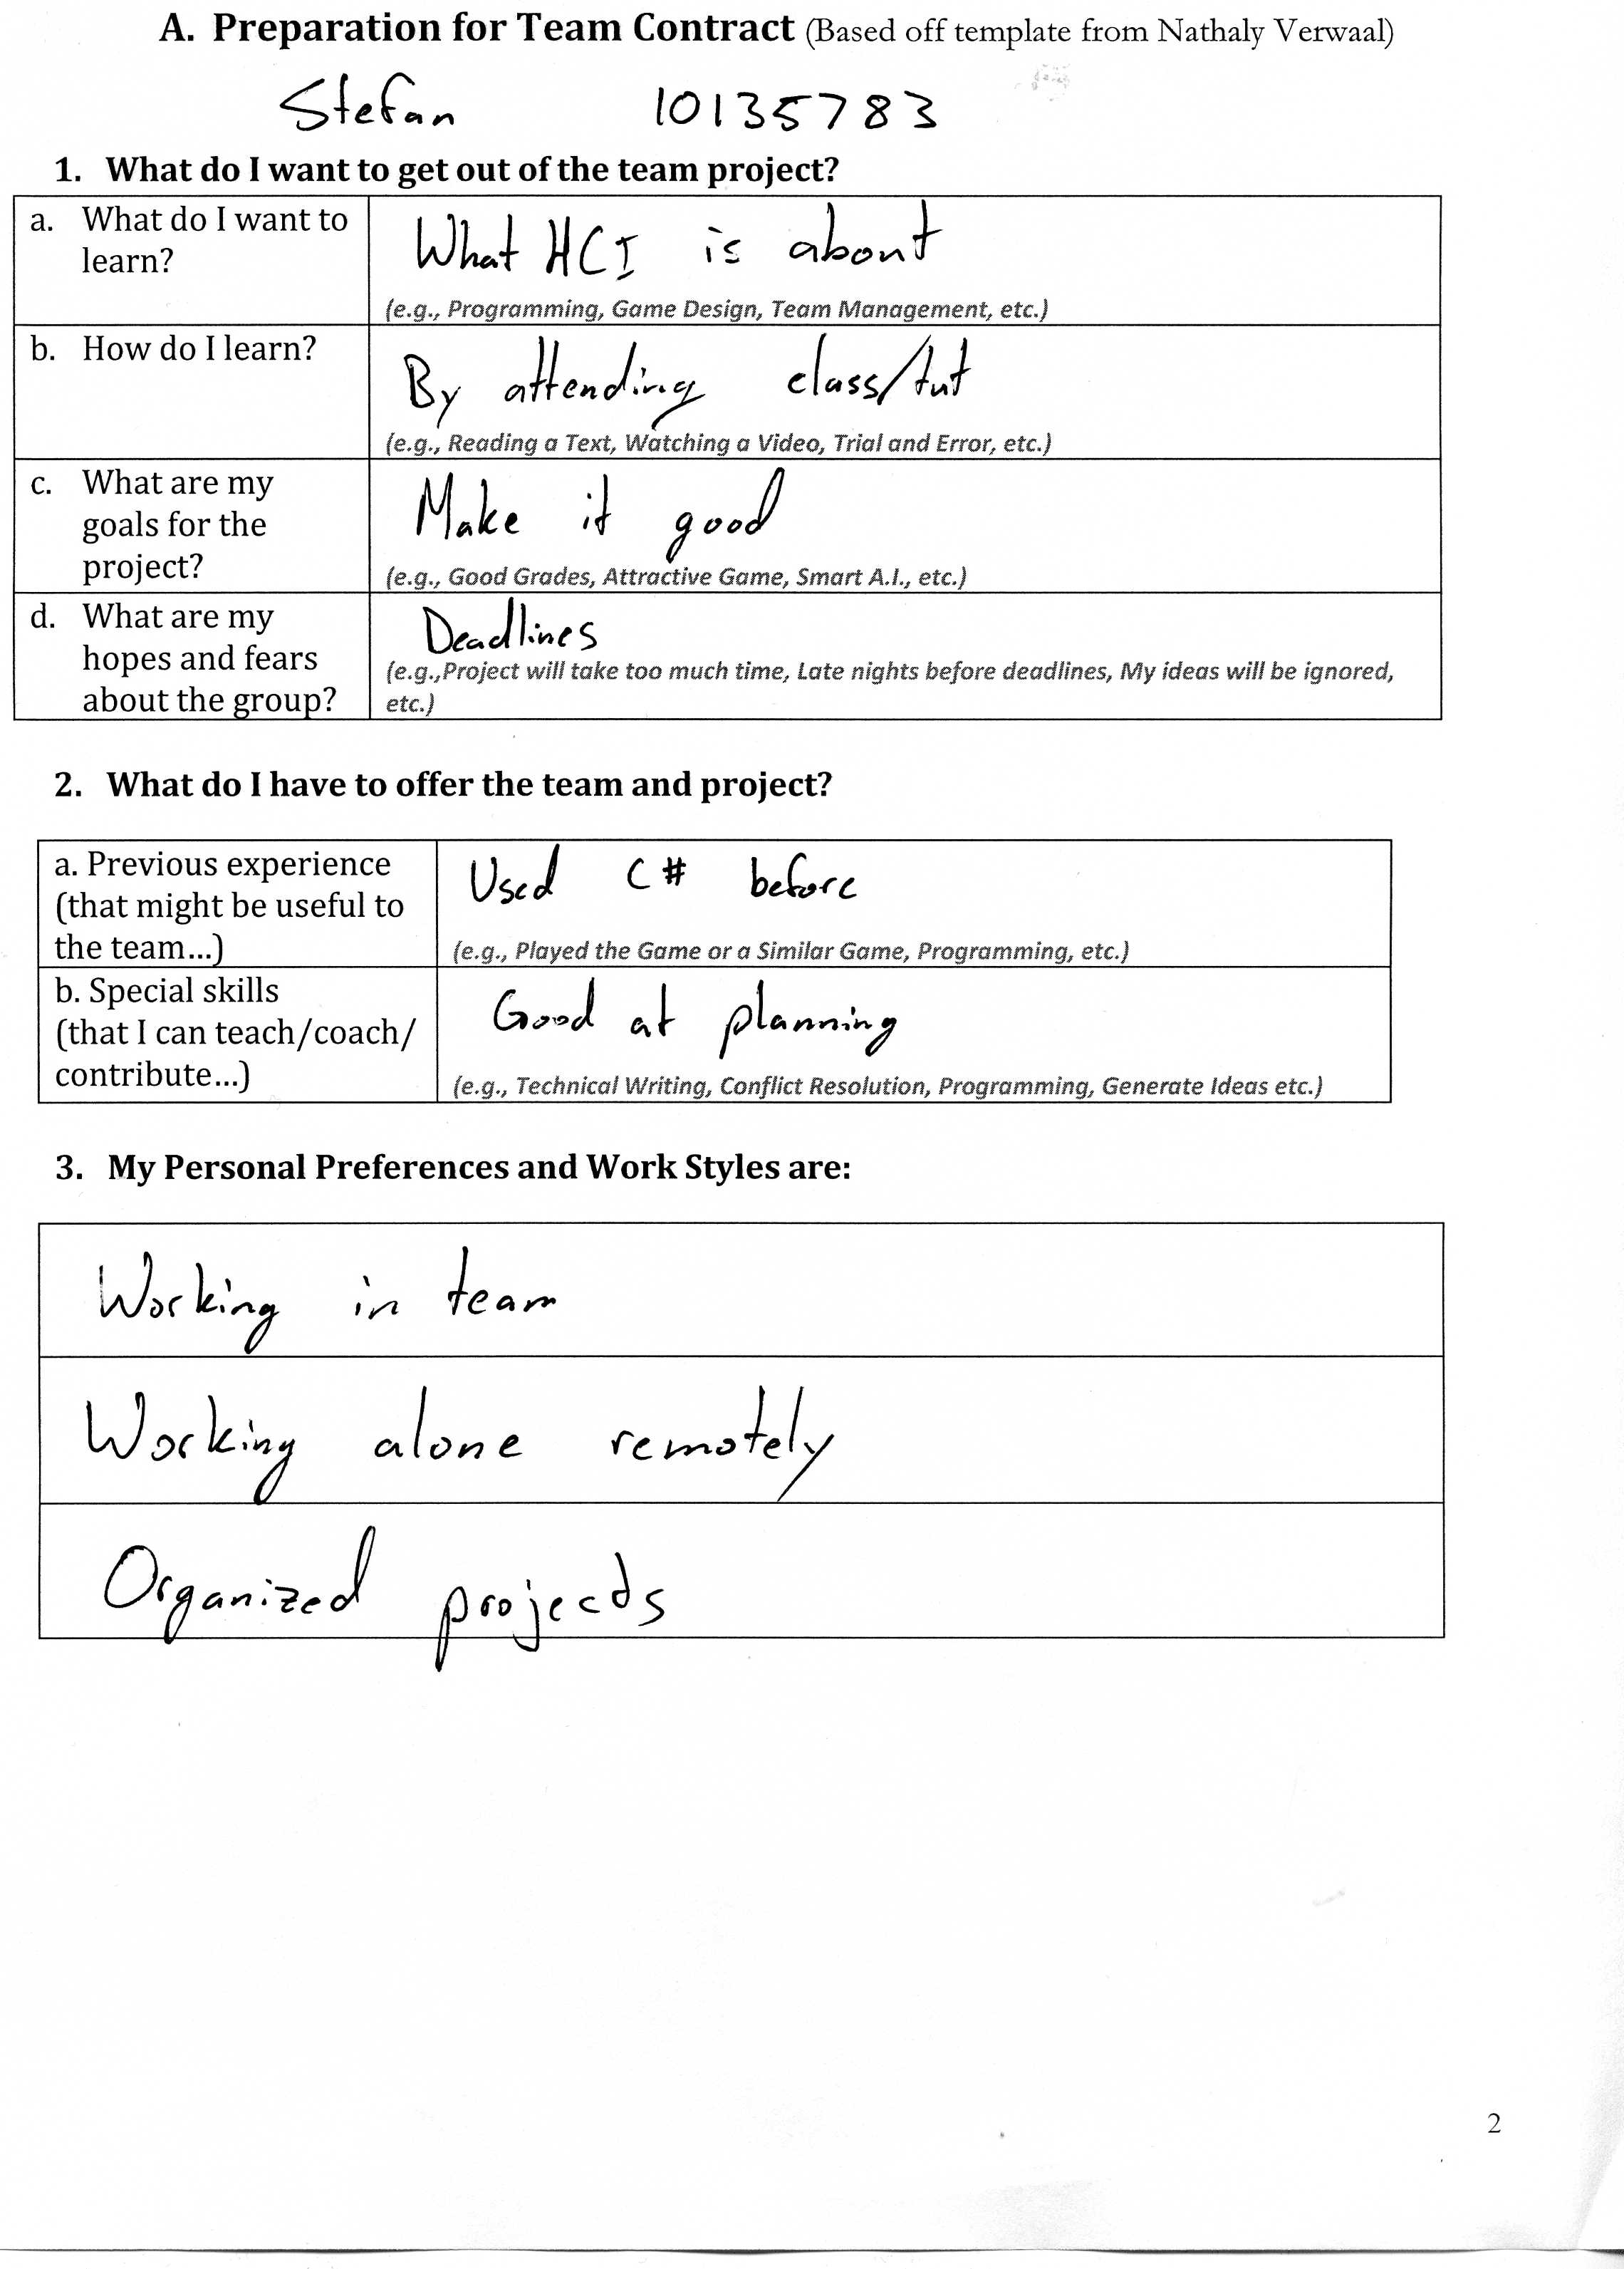 A. Preparation for Team Contract (Based off template from Nathaly Verwaal)
Stefan 10135783
1. What do I want to get out of the team project?
a. What do I want to
learn?
What HCI is about
(e.g., Programming, Game Design, Team Management, etc.)
b. How do I learn?
By attending class/tut
(e.g., Reading a Text, Watching a Video, Trial and Error, etc.)
c. What are my
goals for the
project?
Make it good
(e.g., Good Grades, Attractive Game, Smart A.I., etc.)
d. What are my
hopes and fears
about the group?
Deadlines
(e.g.,Project will take too much time, Late nights before deadlines, My ideas will be ignored,
etc.)
2. What do I have to offer the team and project?
a. Previous experience
(that might be useful to
the team...)
Used C# before
(e.g., Played the Game or a Similar Game, Programming, etc.)
b. Special skills
(that I can teach/coach/
contribute...)
Good at planning
(e.g., Technical Writing, Conflict Resolution, Programming, Generate Ideas etc.)
3. My Personal Preferences and Work Styles are:
Working in team
Working alone remotely
Organized projects
2